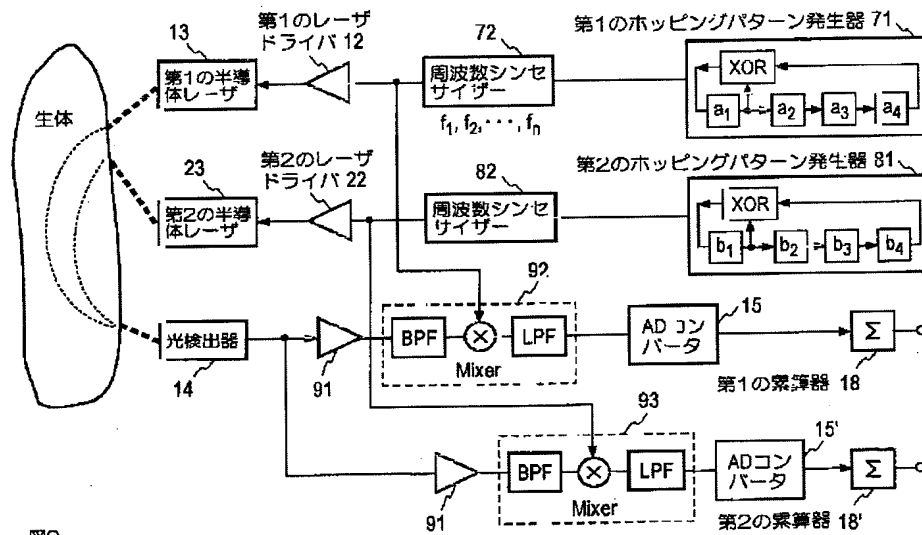 第1のレーザ
ドライバ 12
13
72
第1のホッピングパターン発生器 71
第1の半導
体レーザ
周波数シンセ
サイザー
f1, f2, ･･･, fn
XOR
a1
a2
a3
a4
生体
第2のレーザ
ドライバ 22
23
82
第2のホッピングパターン発生器 81
第2の半導
体レーザ
周波数シンセ
サイザー
XOR
b1
b2
b3
b4
92
15
光検出器
14
91
BPF
LPF
Mixer
ADコン
バータ
Σ
第1の累算器 18
93
15'
91
BPF
LPF
Mixer
ADコン
バータ
Σ
第2の累算器 18'